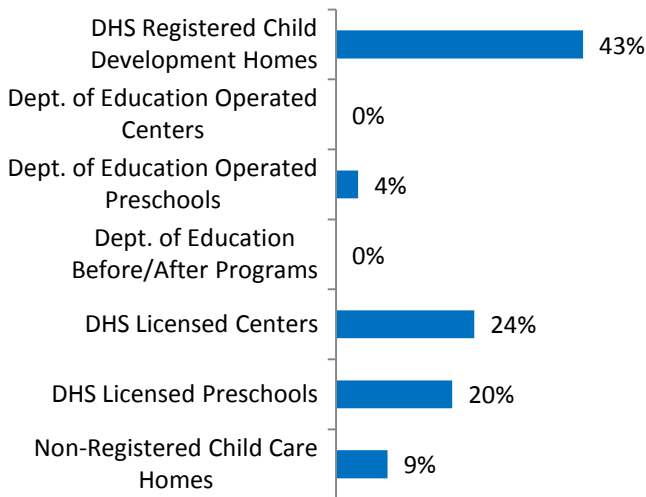 DHS Registered Child
Development Homes
43%
Dept. of Education Operated
Centers
0%
Dept. of Education Operated
Preschools
4%
Dept. of Education
Before/After Programs
0%
DHS Licensed Centers
24%
DHS Licensed Preschools
20%
Non-Registered Child Care
Homes
9%